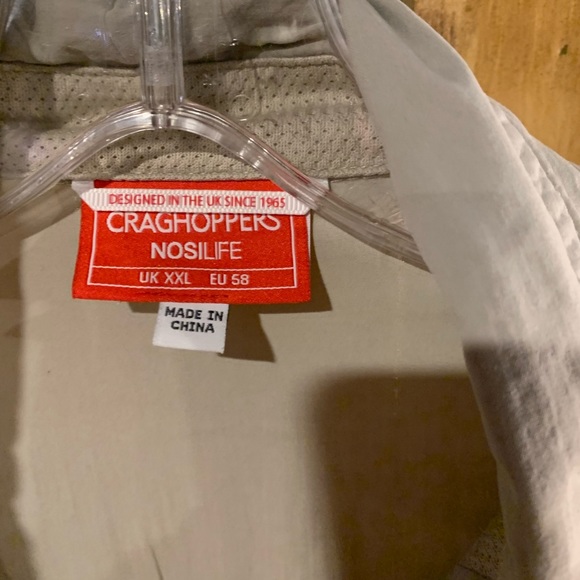 DESIGNED IN THE UK SINCE 1965
CRAGHOPPERS
NOSILIFE
UK XXL EU 58
MADE IN
CHINA